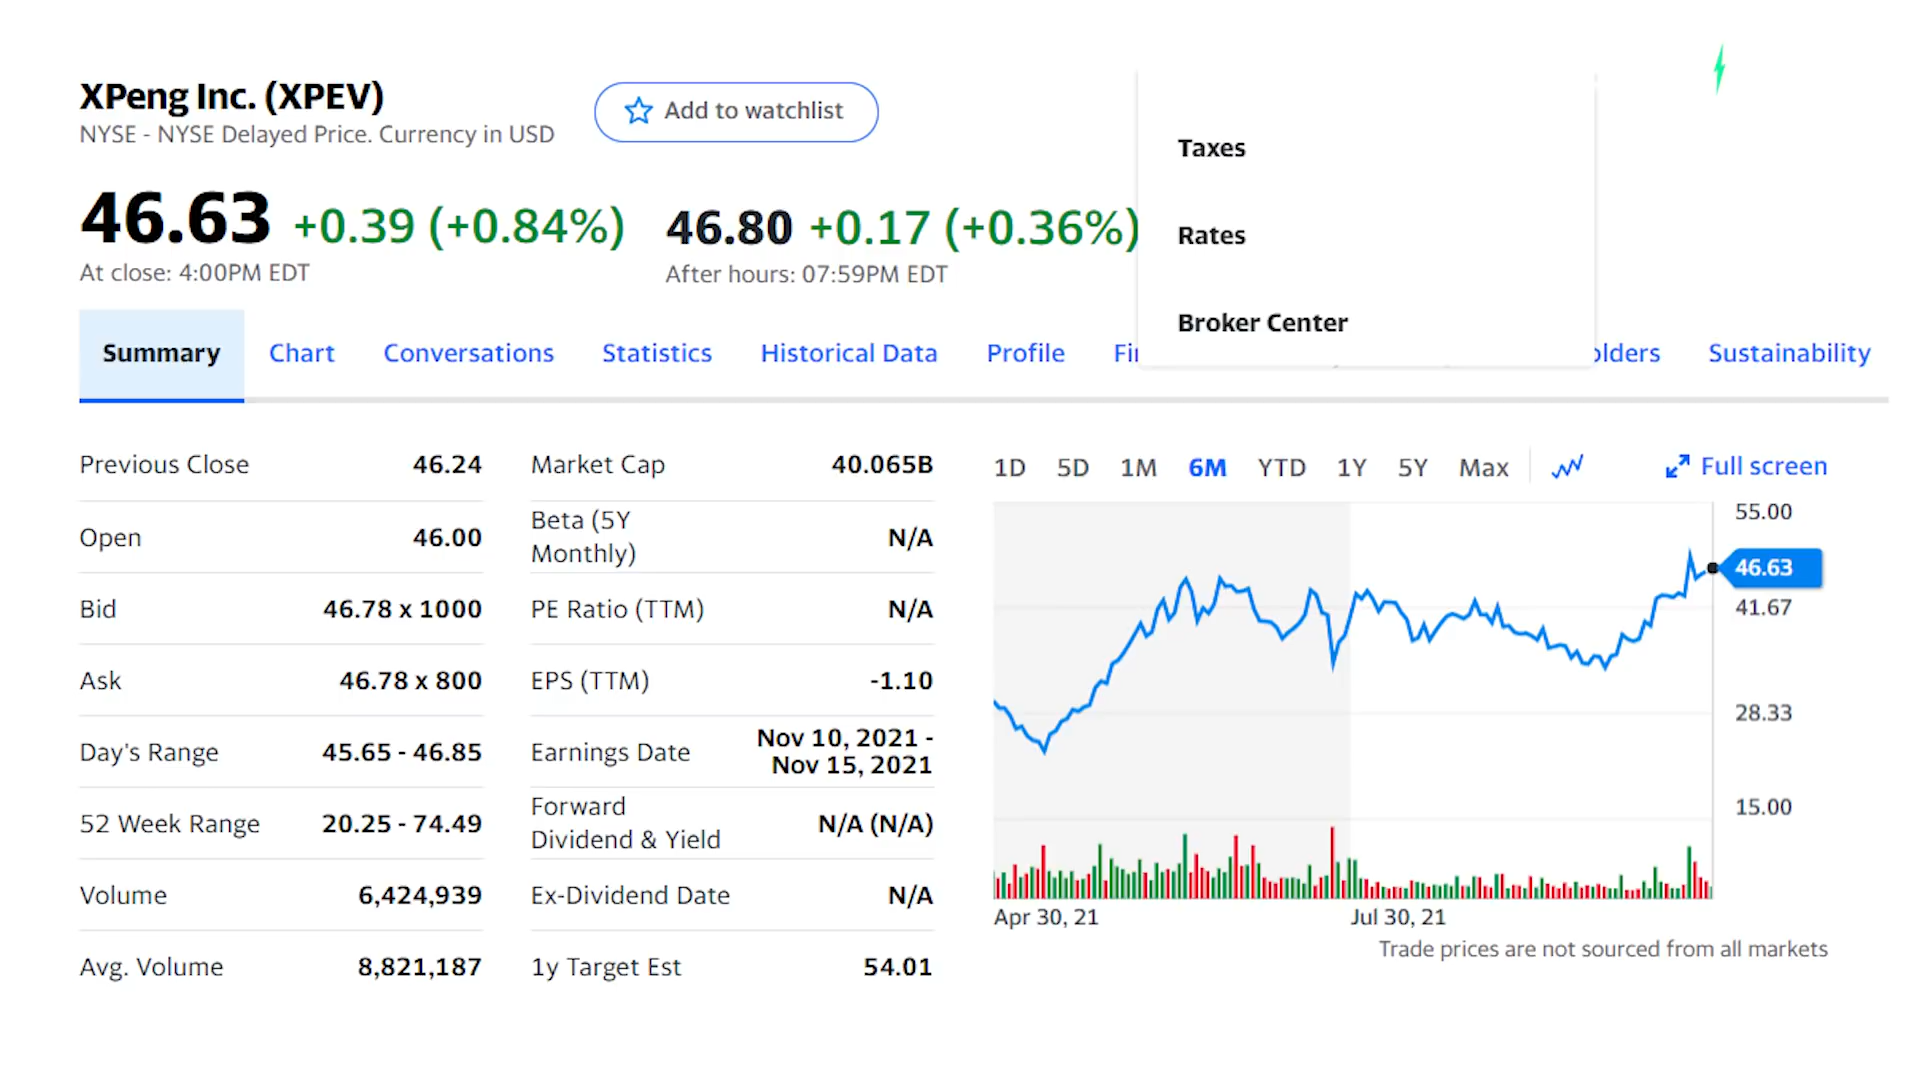 XPeng Inc. (XPEV)
NYSE - NYSE Delayed Price. Currency in USD
Add to watchlist
46.63 +0.39 (+0.84%)
At close: 4:00PM EDT
46.80 +0.17 (+0.36%)
After hours: 07:59PM EDT
Taxes
Rates
Broker Center
Summary
Chart
Conversations
Statistics
Historical Data
Profile
Sustainability
Previous Close 46.24
Open 46.00
Bid 46.78 x 1000
Ask 46.78 x 800
Day's Range 45.65 - 46.85
52 Week Range 20.25 - 74.49
Volume 6,424,939
Avg. Volume 8,821,187
Market Cap 40.065B
Beta (5Y
Monthly) N/A
PE Ratio (TTM) N/A
EPS (TTM) -1.10
Earnings Date Nov 10, 2021 -
Nov 15, 2021
Forward
Dividend & Yield N/A (N/A)
Ex-Dividend Date N/A
1y Target Est 54.01
1D 5D 1M 6M YTD 1Y 5Y Max
Full screen
55.00
46.63
41.67
28.33
15.00
Apr 30, 21
Jul 30, 21
Trade prices are not sourced from all markets